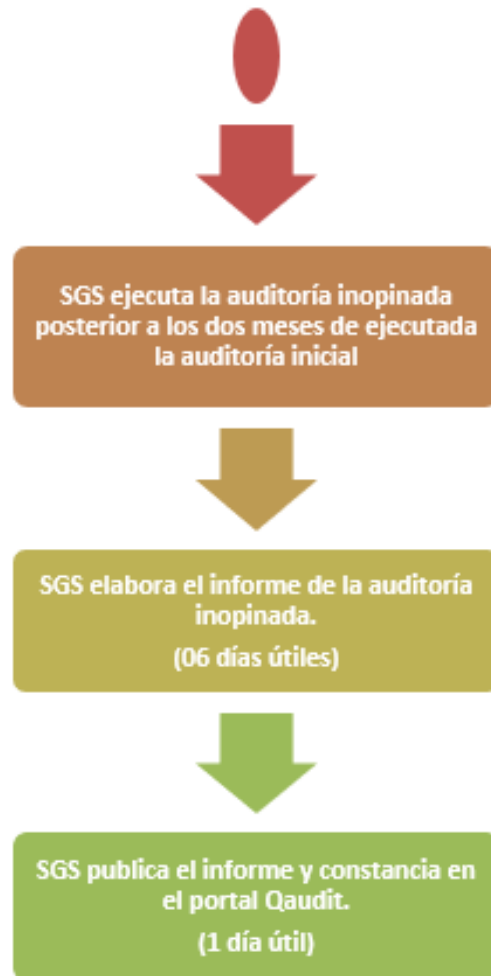 SGS ejecuta la auditoría inopinada
posterior a los dos meses de ejecutada
la auditoría inicial
SGS elabora el informe de la auditoría
inopinada.
(06 días útiles)
SGS publica el informe y constancia en
el portal Qaudit.
(1 día útil)